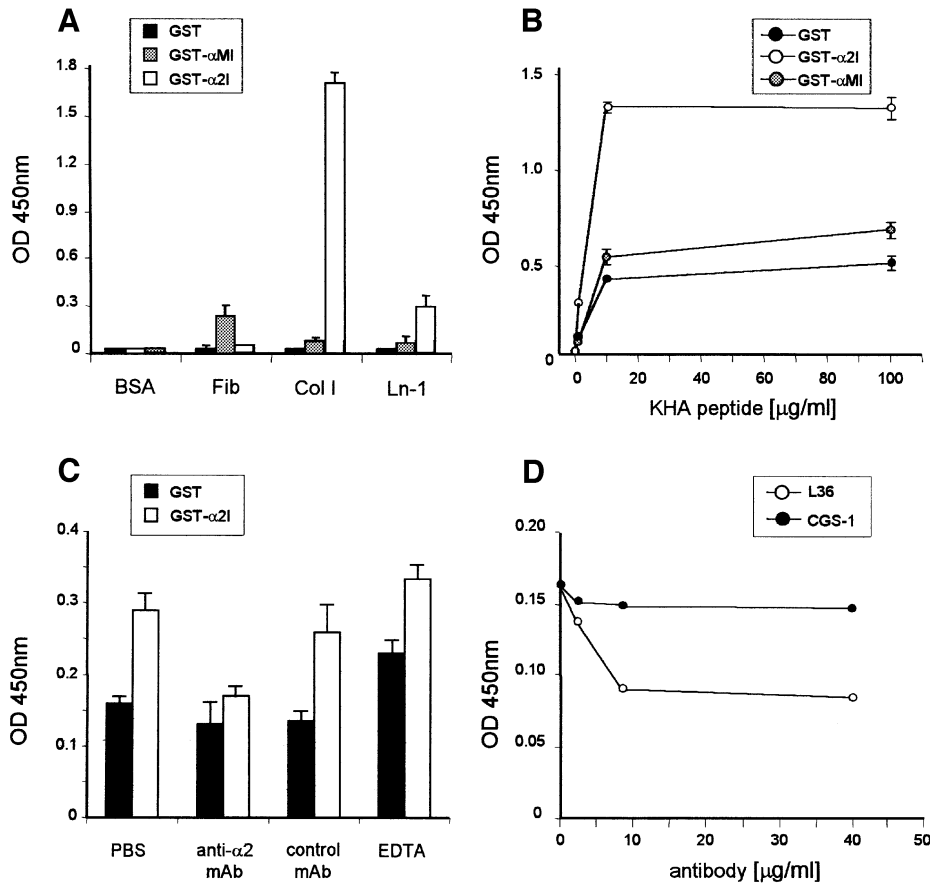 A
GST
GST-αMI
GST-α2I
OD 450nm
1.8
1.5
1.2
0.9
0.6
0.3
0
BSA Fib Col I Ln-1
B
GST
GST-α2I
GST-αMI
OD 450nm
1.5
1.0
0.5
0
0 20 40 60 80 100
KHA peptide [μg/ml]
C
GST
GST-α2I
OD 450nm
0.4
0.3
0.2
0.1
0
PBS anti-α2 mAb control mAb EDTA
D
L36
CGS-1
OD 450nm
0.20
0.15
0.10
0.05
0
0 10 20 30 40 50
antibody [μg/ml]